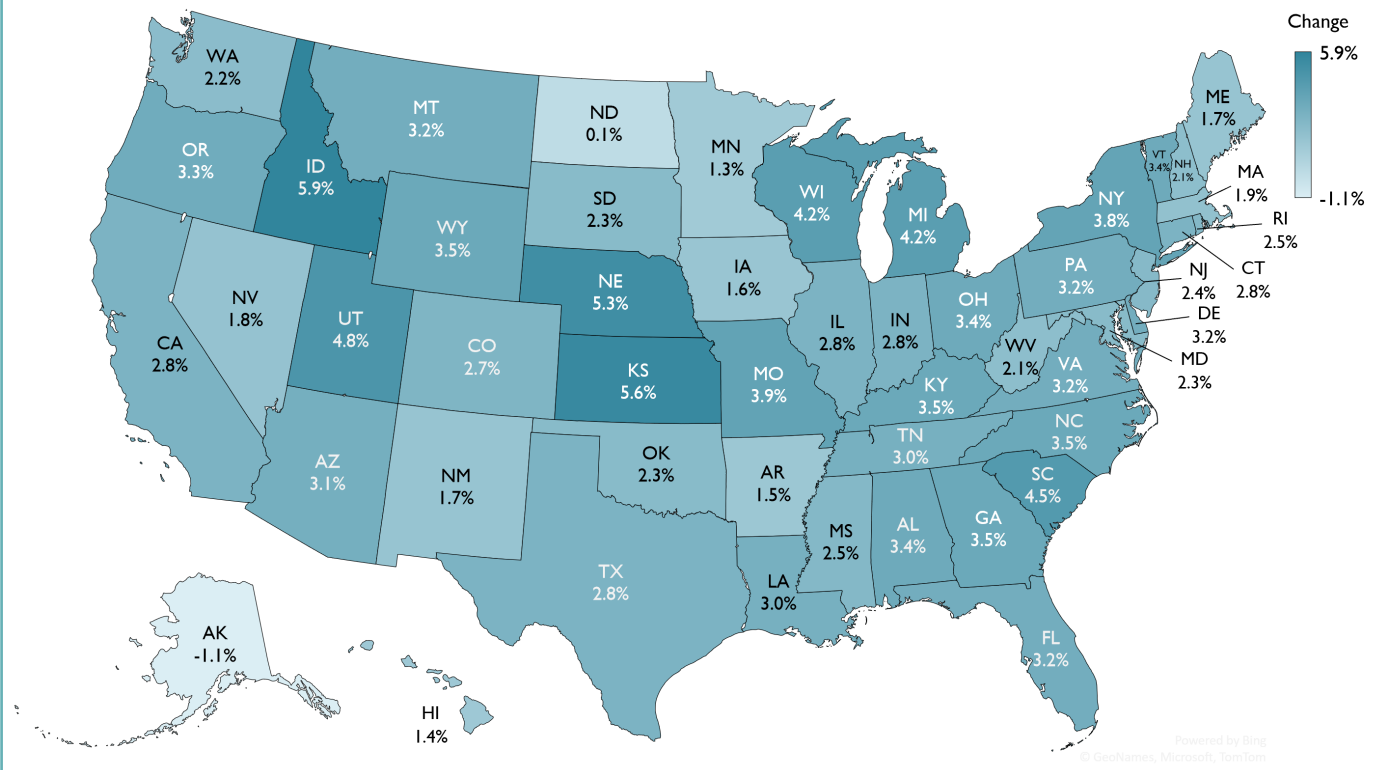 Change
5.9%
-1.1%
WA
2.2%
OR
3.3%
ID
5.9%
MT
3.2%
ND
0.1%
MN
1.3%
SD
2.3%
WY
3.5%
WI
4.2%
MI
4.2%
ME
1.7%
VT
3.4%
NH
2.1%
MA
1.9%
NY
3.8%
RI
2.5%
CT
2.8%
NJ
2.4%
PA
3.2%
DE
3.2%
MD
2.3%
NV
1.8%
CA
2.8%
UT
4.8%
CO
2.7%
NE
5.3%
IA
1.6%
IL
2.8%
IN
2.8%
OH
3.4%
WV
2.1%
VA
3.2%
KS
5.6%
MO
3.9%
KY
3.5%
NC
3.5%
TN
3.0%
SC
4.5%
AZ
3.1%
NM
1.7%
OK
2.3%
AR
1.5%
MS
2.5%
AL
3.4%
GA
3.5%
TX
2.8%
LA
3.0%
FL
3.2%
AK
-1.1%
HI
1.4%
Powered by Bing
© GeoNames, Microsoft, TomTom